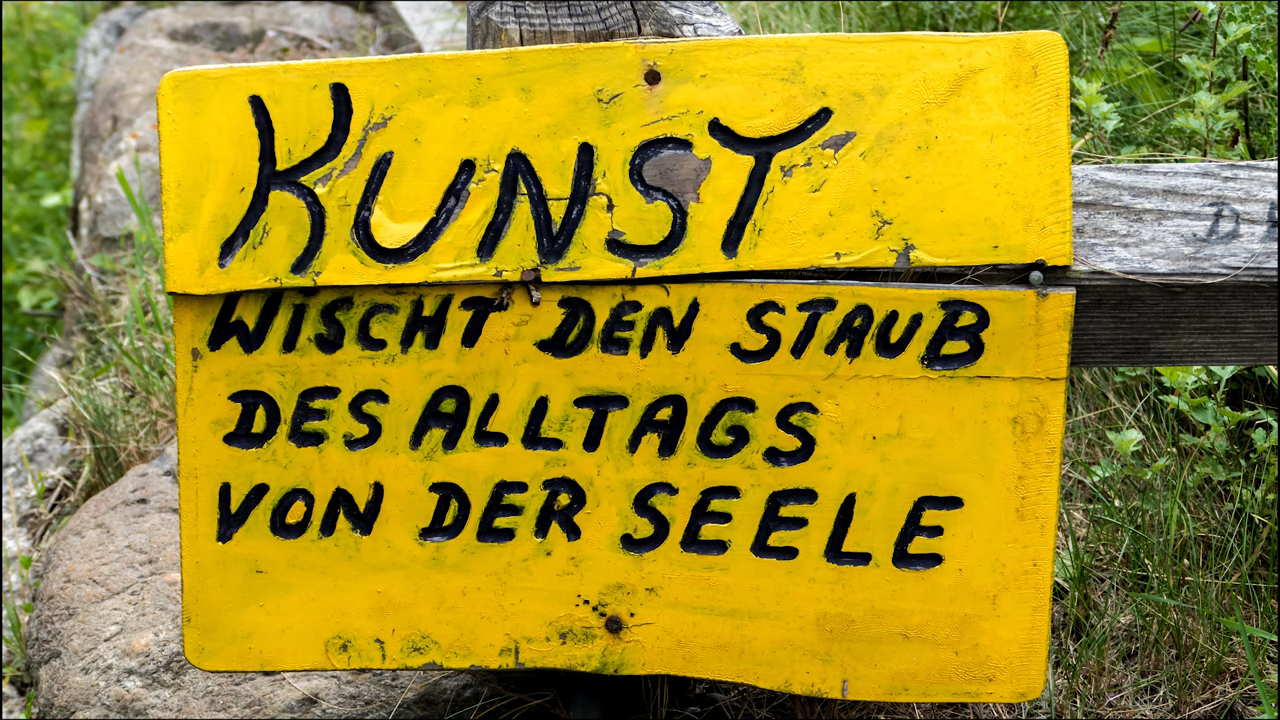 KUNST
WISCHT DEN STAUB
DES ALLTAGS
VON DER SEELE